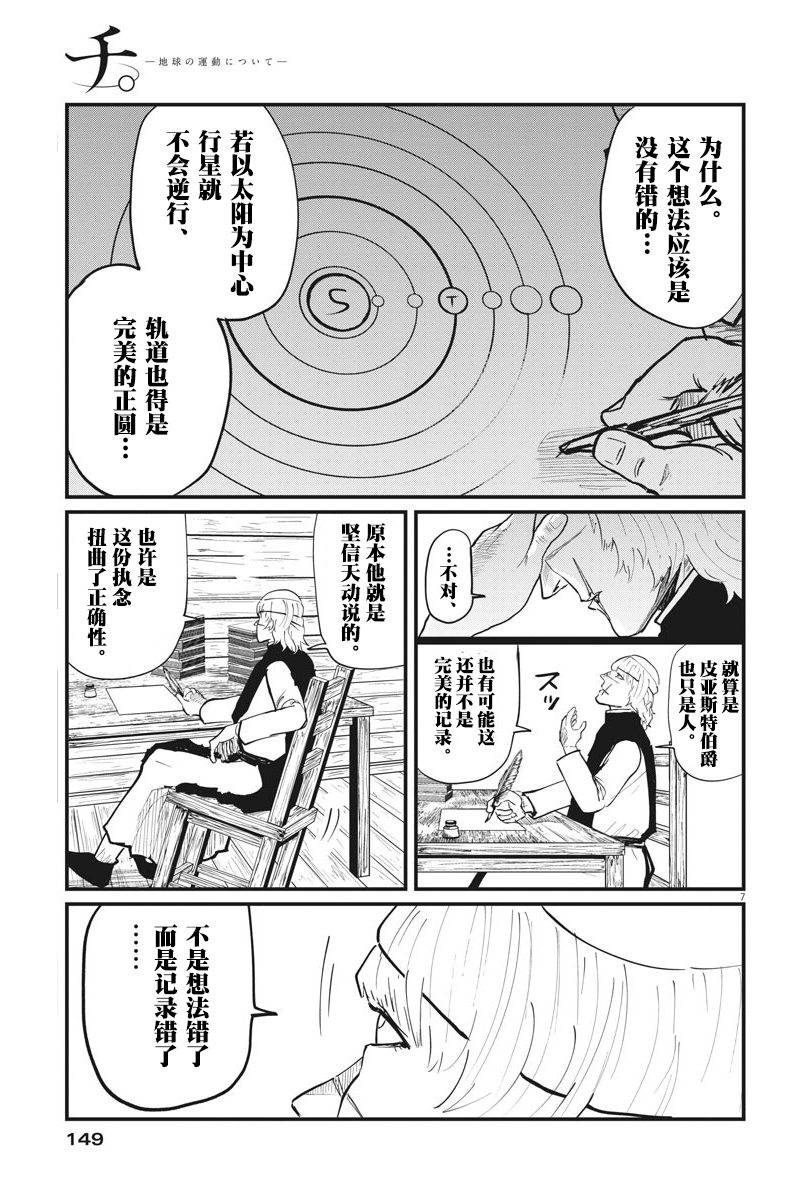 チ。
―地球の運動について―
为什么。
这个想法应该是
没有错的…
若以太阳为中心
行星就
不会逆行、
轨道也得是
完美的正圆…
S
T
…不对、
就算是
皮亚斯特伯爵
也只是人。
也有可能这
还并不是
完美的记录。
スッ
原本他就是
坚信天动说的。
也许是
这份执念
扭曲了正确性。
7
不是想法错了
而是记录错了
……
149